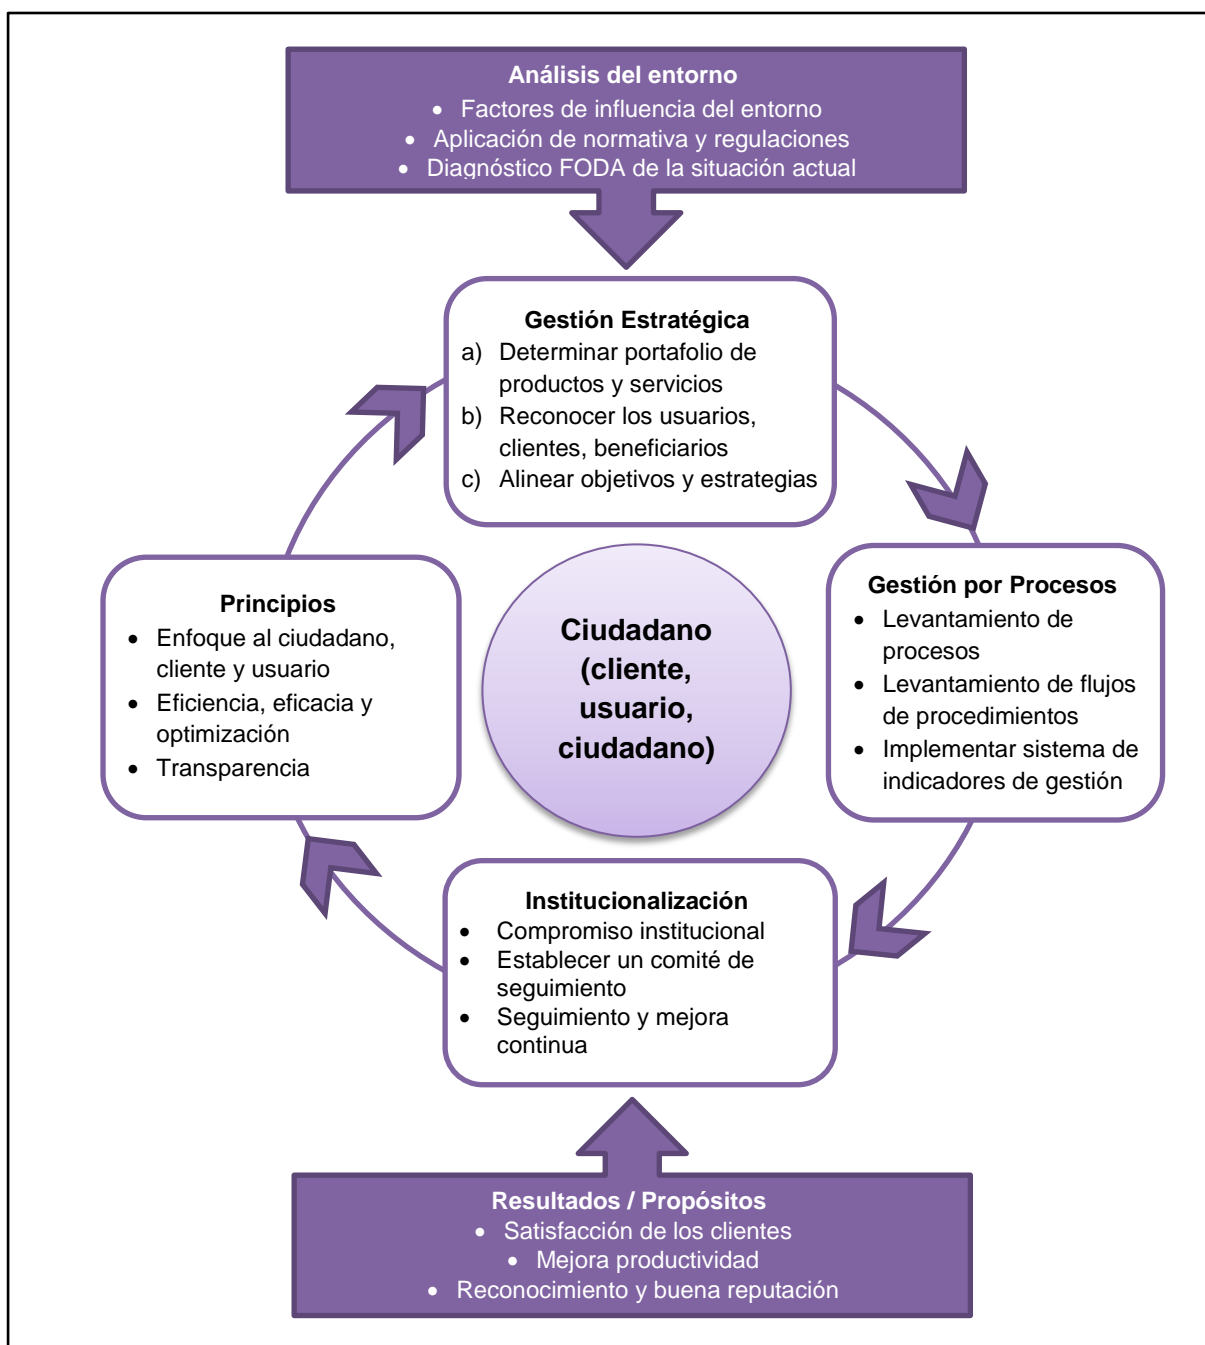 Análisis del entorno
• Factores de influencia del entorno
• Aplicación de normativa y regulaciones
• Diagnóstico FODA de la situación actual
Gestión Estratégica
a) Determinar portafolio de
productos y servicios
b) Reconocer los usuarios,
clientes, beneficiarios
c) Alinear objetivos y estrategias
Principios
• Enfoque al ciudadano,
cliente y usuario
• Eficiencia, eficacia y
optimización
• Transparencia
Ciudadano
(cliente,
usuario,
ciudadano)
Gestión por Procesos
• Levantamiento de
procesos
• Levantamiento de flujos
de procedimientos
• Implementar sistema de
indicadores de gestión
Institucionalización
• Compromiso institucional
• Establecer un comité de
seguimiento
• Seguimiento y mejora
continua
Resultados / Propósitos
• Satisfacción de los clientes
• Mejora productividad
• Reconocimiento y buena reputación